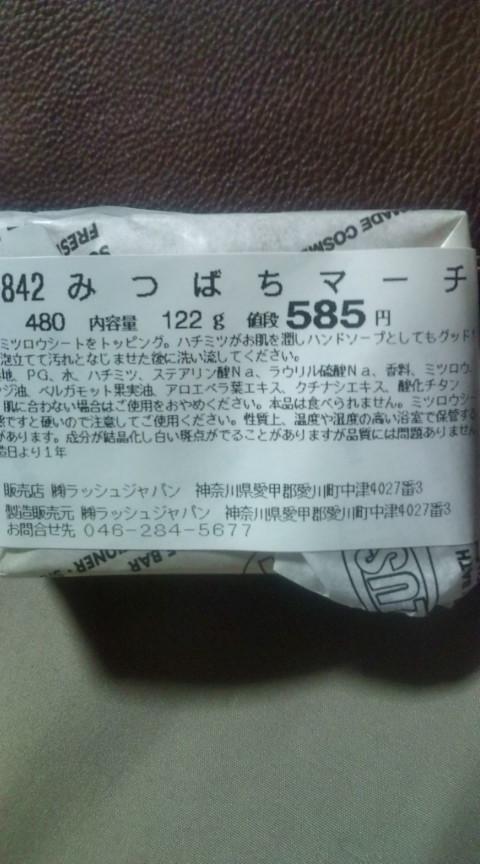 MADE COSME
FRES
842 みつばちマーチ
480 内容量 122g 値段585円
ミツロウシートをトッピング。ハチミツがお肌を潤しハンドソープとしてもグッド
泡立てて汚れとなじませた後に洗い流してください。
地、PG、水、ハチミツ、ステアリン酸Na、ラウリル硫酸Na、香料、ミツロウ、
ジ油、ベルガモット果実油、アロエベラ葉エキス、クチナシエキス、酸化チタン
肌に合わない場合はご使用をおやめください。本品は食べられません。ミツロウシー
ですと硬いので注意してご使用ください。性質上、温度や湿度の高い浴室で保管する
があります。成分が結晶化し白い斑点がでることがありますが品質には問題ありません
造日より1年
販売店 ㈱ラッシュジャパン 神奈川県愛甲郡愛川町中津4027番3
製造販売元 ㈱ラッシュジャパン 神奈川県愛甲郡愛川町中津4027番3
お問合せ先 046-284-5677
TIONER
E BAR
LUS